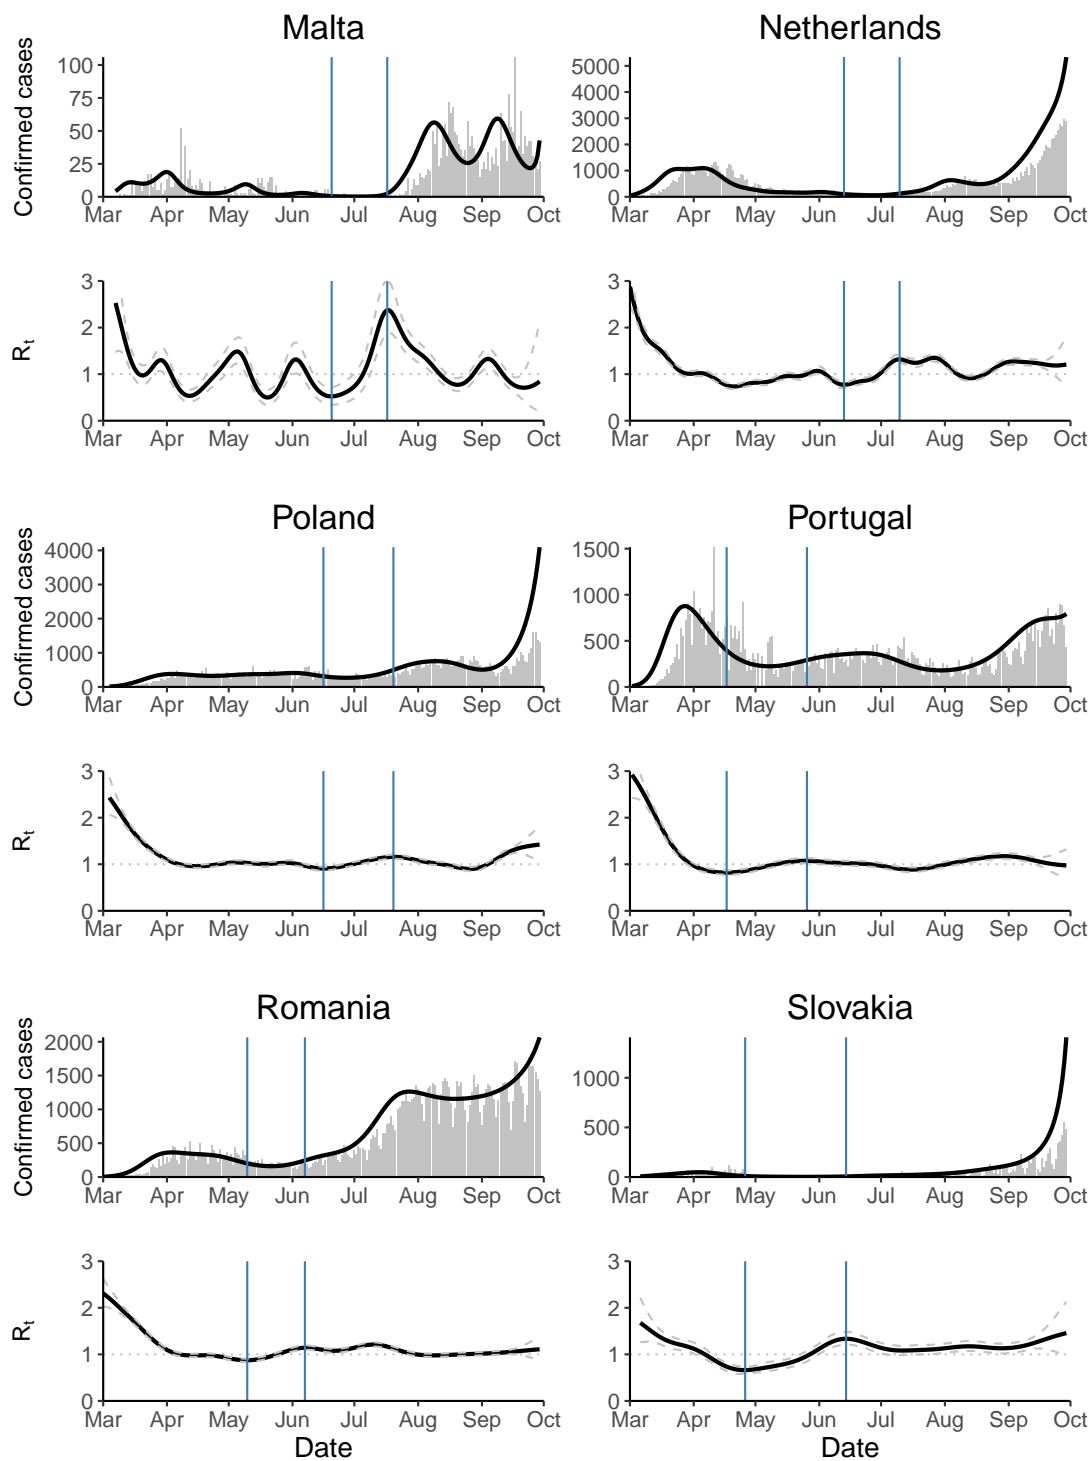 Malta
Netherlands
Confirmed cases
100
75
50
25
0
Mar Apr May Jun Jul Aug Sep Oct
5000
4000
3000
2000
1000
0
Mar Apr May Jun Jul Aug Sep Oct
Rt
3
2
1
0
Mar Apr May Jun Jul Aug Sep Oct
3
2
1
0
Mar Apr May Jun Jul Aug Sep Oct
Poland
Portugal
Confirmed cases
4000
3000
2000
1000
0
Mar Apr May Jun Jul Aug Sep Oct
1500
1000
500
0
Mar Apr May Jun Jul Aug Sep Oct
Rt
3
2
1
0
Mar Apr May Jun Jul Aug Sep Oct
3
2
1
0
Mar Apr May Jun Jul Aug Sep Oct
Romania
Slovakia
Confirmed cases
2000
1500
1000
500
0
Mar Apr May Jun Jul Aug Sep Oct
1000
500
0
Mar Apr May Jun Jul Aug Sep Oct
Rt
3
2
1
0
Mar Apr May Jun Jul Aug Sep Oct
Date
3
2
1
0
Mar Apr May Jun Jul Aug Sep Oct
Date